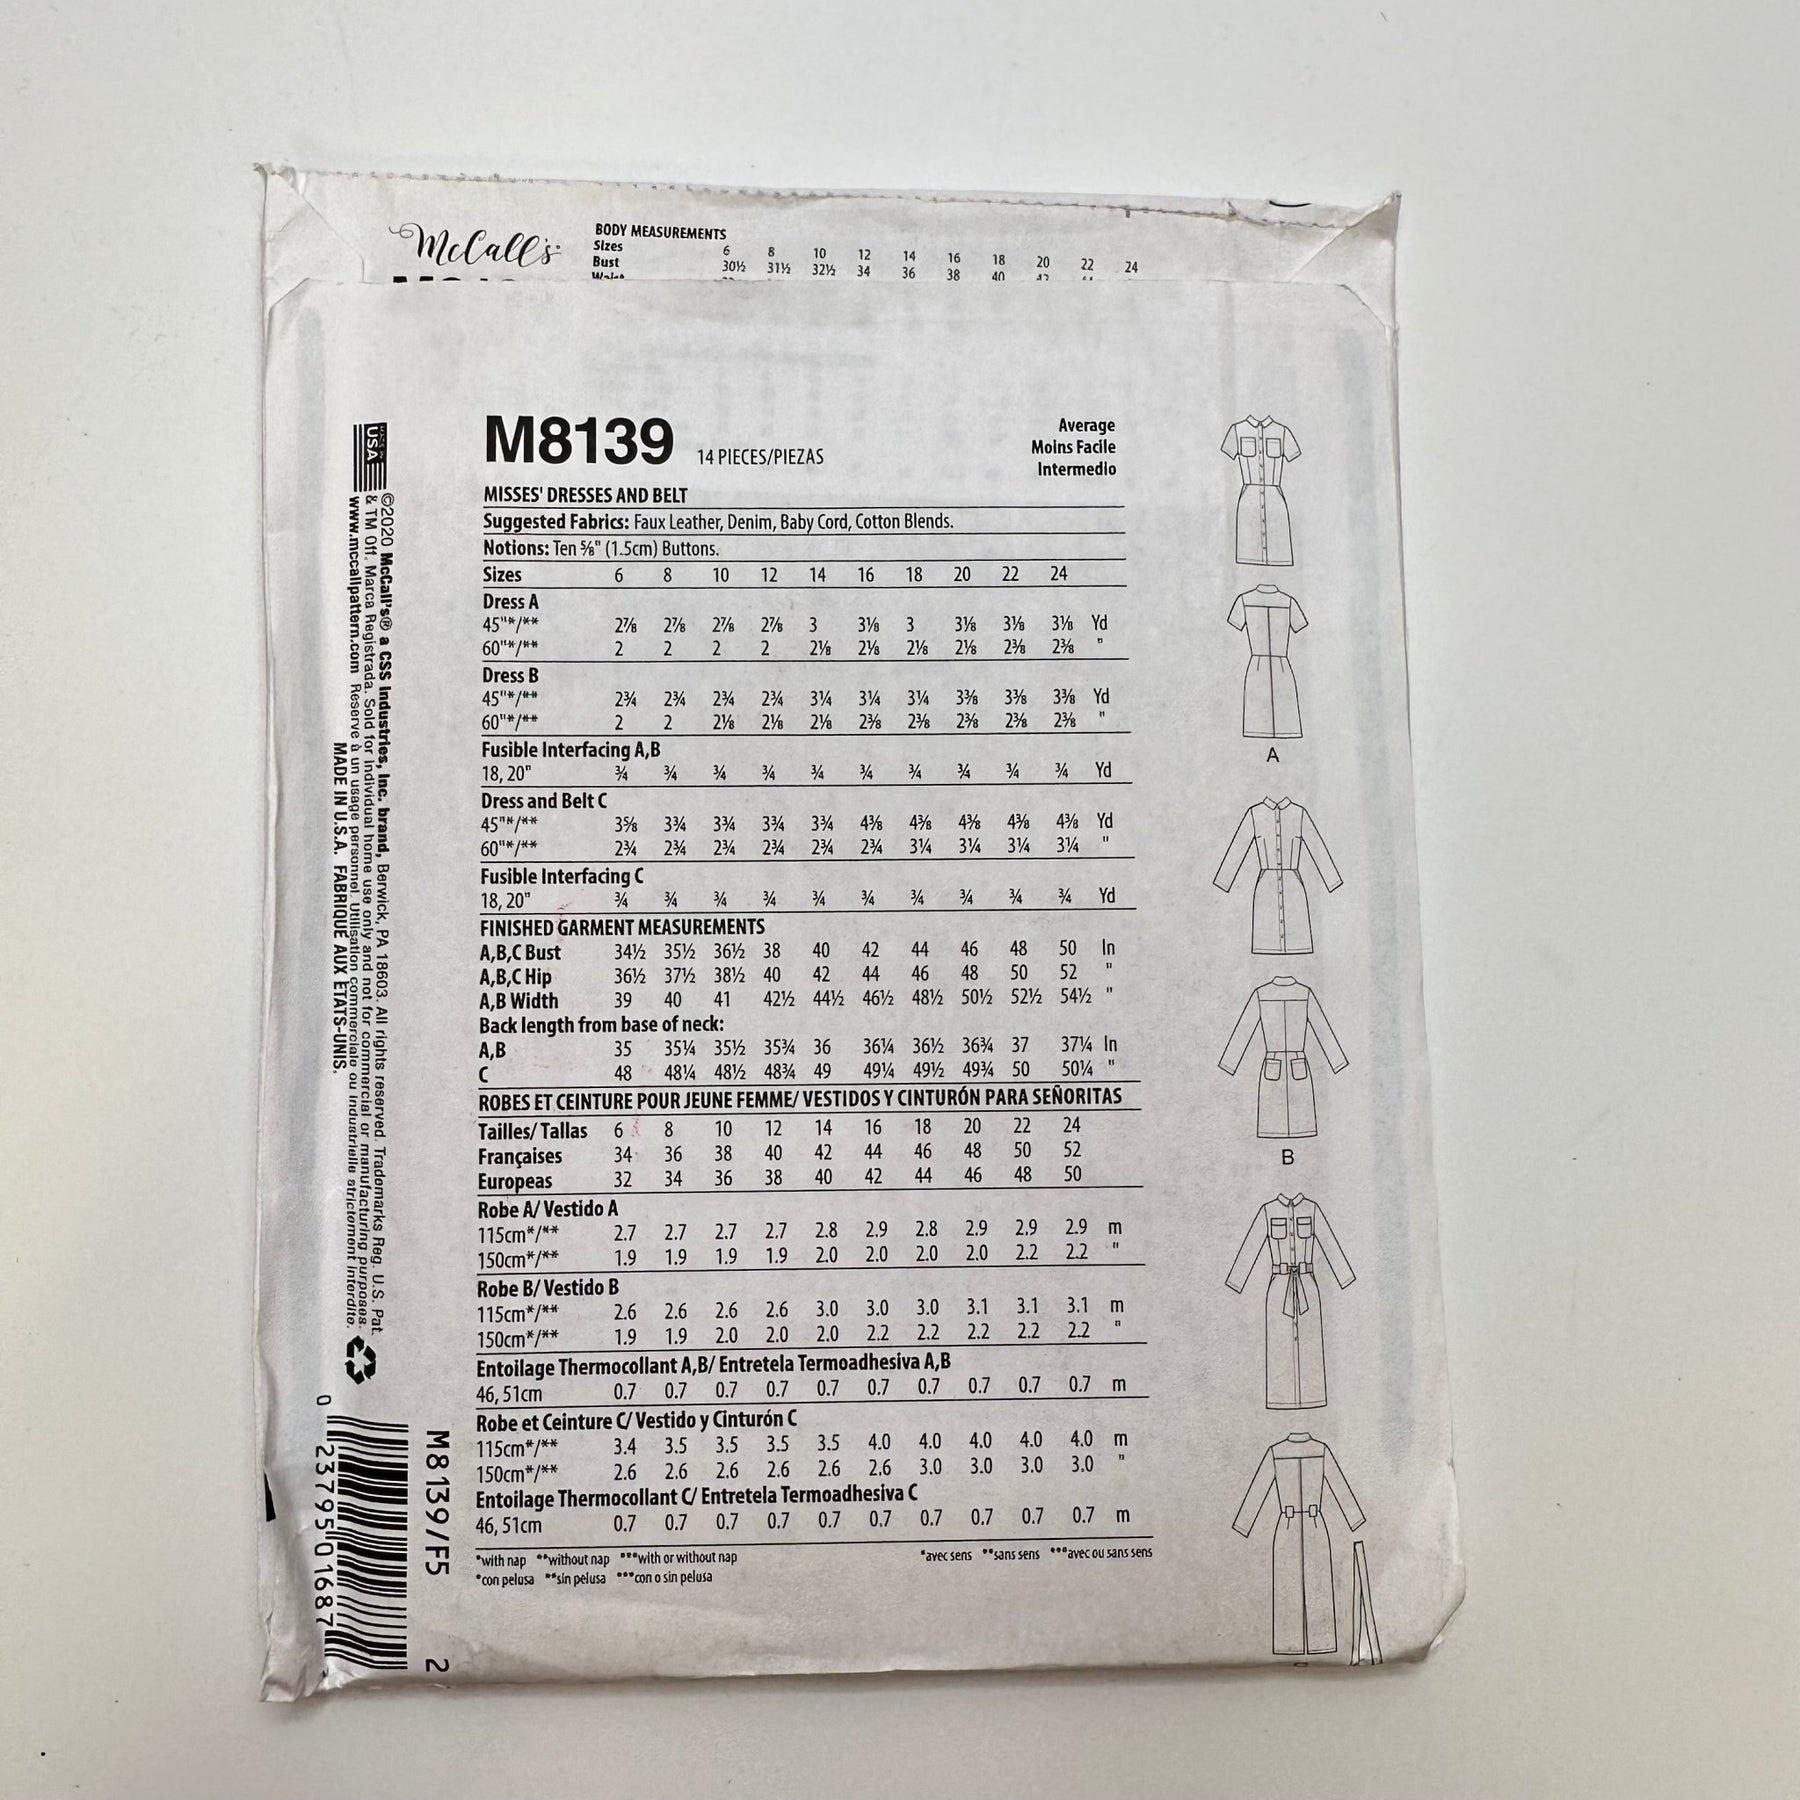 McCall's
BODY MEASUREMENTS
Sizes 6 8 10 12 14 16 18 20 22 24
Bust 30½ 31½ 32½ 34 36 38 40 42 44
M8139 14 PIECES/PIEZAS
Average
Moins Facile
Intermedio
MISSES' DRESSES AND BELT
Suggested Fabrics: Faux Leather, Denim, Baby Cord, Cotton Blends.
Notions: Ten ⅝" (1.5cm) Buttons.
Sizes 6 8 10 12 14 16 18 20 22 24
Dress A
45"*/** 2⅞ 2⅞ 2⅞ 2⅞ 3 3⅛ 3 3⅛ 3⅛ 3⅛ Yd
60"*/** 2 2 2 2 2⅛ 2⅛ 2⅛ 2⅛ 2⅜ 2⅜ "
Dress B
45"*/** 2¾ 2¾ 2¾ 2¾ 3¼ 3¼ 3¼ 3⅜ 3⅜ 3⅜ Yd
60"*/** 2 2 2⅛ 2⅛ 2⅛ 2⅜ 2⅜ 2⅜ 2⅜ 2⅜ "
Fusible Interfacing A,B
18, 20" ¾ ¾ ¾ ¾ ¾ ¾ ¾ ¾ ¾ ¾ Yd
Dress and Belt C
45"*/** 3⅝ 3¾ 3¾ 3¾ 3¾ 4⅜ 4⅜ 4⅜ 4⅜ 4⅜ Yd
60"*/** 2¾ 2¾ 2¾ 2¾ 2¾ 2¾ 3¼ 3¼ 3¼ 3¼ "
Fusible Interfacing C
18, 20" ¾ ¾ ¾ ¾ ¾ ¾ ¾ ¾ ¾ ¾ Yd
FINISHED GARMENT MEASUREMENTS
A,B,C Bust 34½ 35½ 36½ 38 40 42 44 46 48 50 In
A,B,C Hip 36½ 37½ 38½ 40 42 44 46 48 50 52 "
A,B Width 39 40 41 42½ 44½ 46½ 48½ 50½ 52½ 54½ "
Back length from base of neck:
A,B 35 35¼ 35½ 35¾ 36 36¼ 36½ 36¾ 37 37¼ In
C 48 48¼ 48½ 48¾ 49 49¼ 49½ 49¾ 50 50¼ "
ROBES ET CEINTURE POUR JEUNE FEMME/ VESTIDOS Y CINTURÓN PARA SEÑORITAS
Tailles/ Tallas 6 8 10 12 14 16 18 20 22 24
Françaises 34 36 38 40 42 44 46 48 50 52
Europeas 32 34 36 38 40 42 44 46 48 50
Robe A/ Vestido A
115cm*/** 2.7 2.7 2.7 2.7 2.8 2.9 2.8 2.9 2.9 2.9 m
150cm*/** 1.9 1.9 1.9 1.9 2.0 2.0 2.0 2.0 2.2 2.2 "
Robe B/ Vestido B
115cm*/** 2.6 2.6 2.6 2.6 3.0 3.0 3.0 3.1 3.1 3.1 m
150cm*/** 1.9 1.9 2.0 2.0 2.0 2.2 2.2 2.2 2.2 2.2 "
Entoilage Thermocollant A,B/ Entretela Termoadhesiva A,B
46, 51cm 0.7 0.7 0.7 0.7 0.7 0.7 0.7 0.7 0.7 0.7 m
Robe et Ceinture C/ Vestido y Cinturón C
115cm*/** 3.4 3.5 3.5 3.5 3.5 4.0 4.0 4.0 4.0 4.0 m
150cm*/** 2.6 2.6 2.6 2.6 2.6 2.6 3.0 3.0 3.0 3.0 "
Entoilage Thermocollant C/ Entretela Termoadhesiva C
46, 51cm 0.7 0.7 0.7 0.7 0.7 0.7 0.7 0.7 0.7 0.7 m
*with nap **without nap ***with or without nap *avec sens **sans sens ***avec ou sans sens
*con pelusa **sin pelusa ***con o sin pelusa
A
B
USA
©2020 McCall's® a CSS Industries, Inc. brand, Berwick, PA 18603. All rights reserved. Trademarks Reg. U.S. Pat.
& TM Off. Marca Registrada. Sold for individual home use only and not for commercial or manufacturing purposes.
www.mccallpattern.com Reserve à un usage personnel. Utilisation commerciale ou industrielle strictement interdite.
MADE IN U.S.A. FABRIQUÉ AUX ÉTATS-UNIS.
M8139/F5 2
0 23795 01687